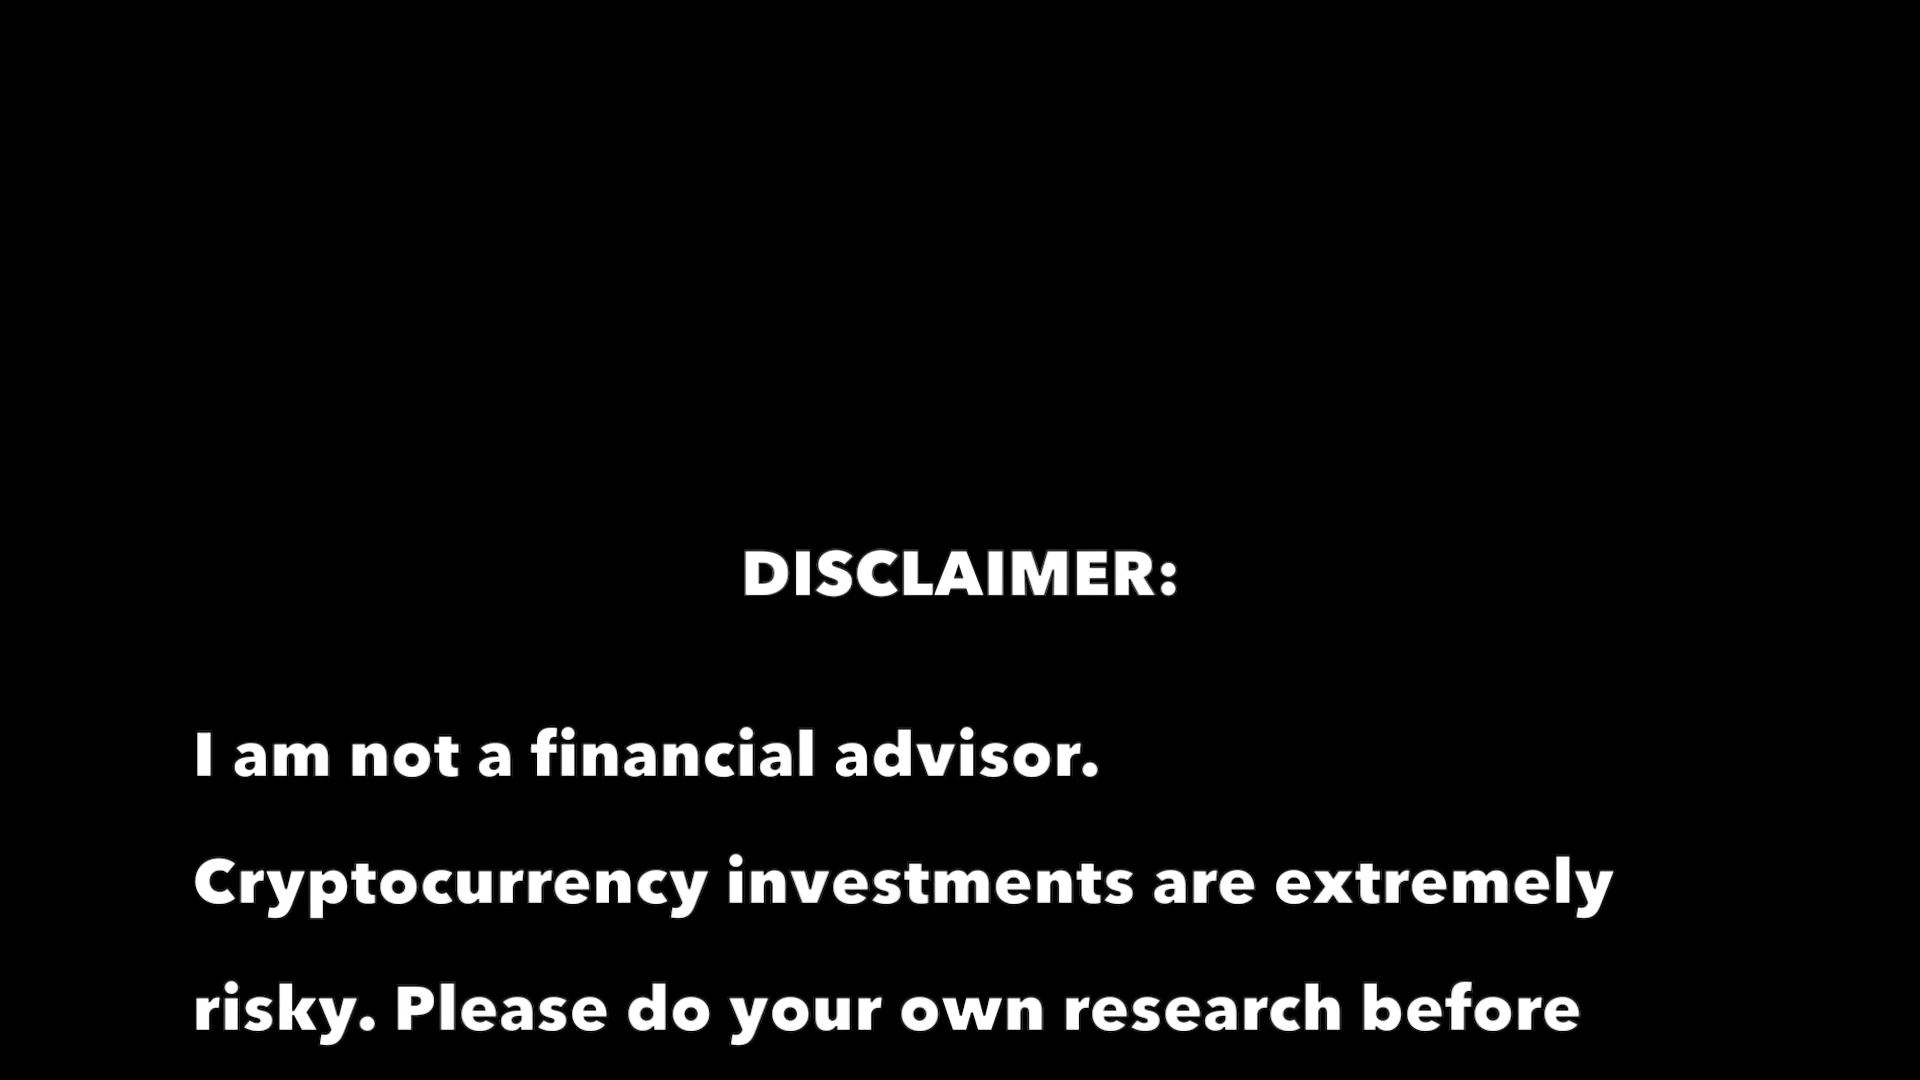 DISCLAIMER:
I am not a financial advisor.
Cryptocurrency investments are extremely
risky. Please do your own research before